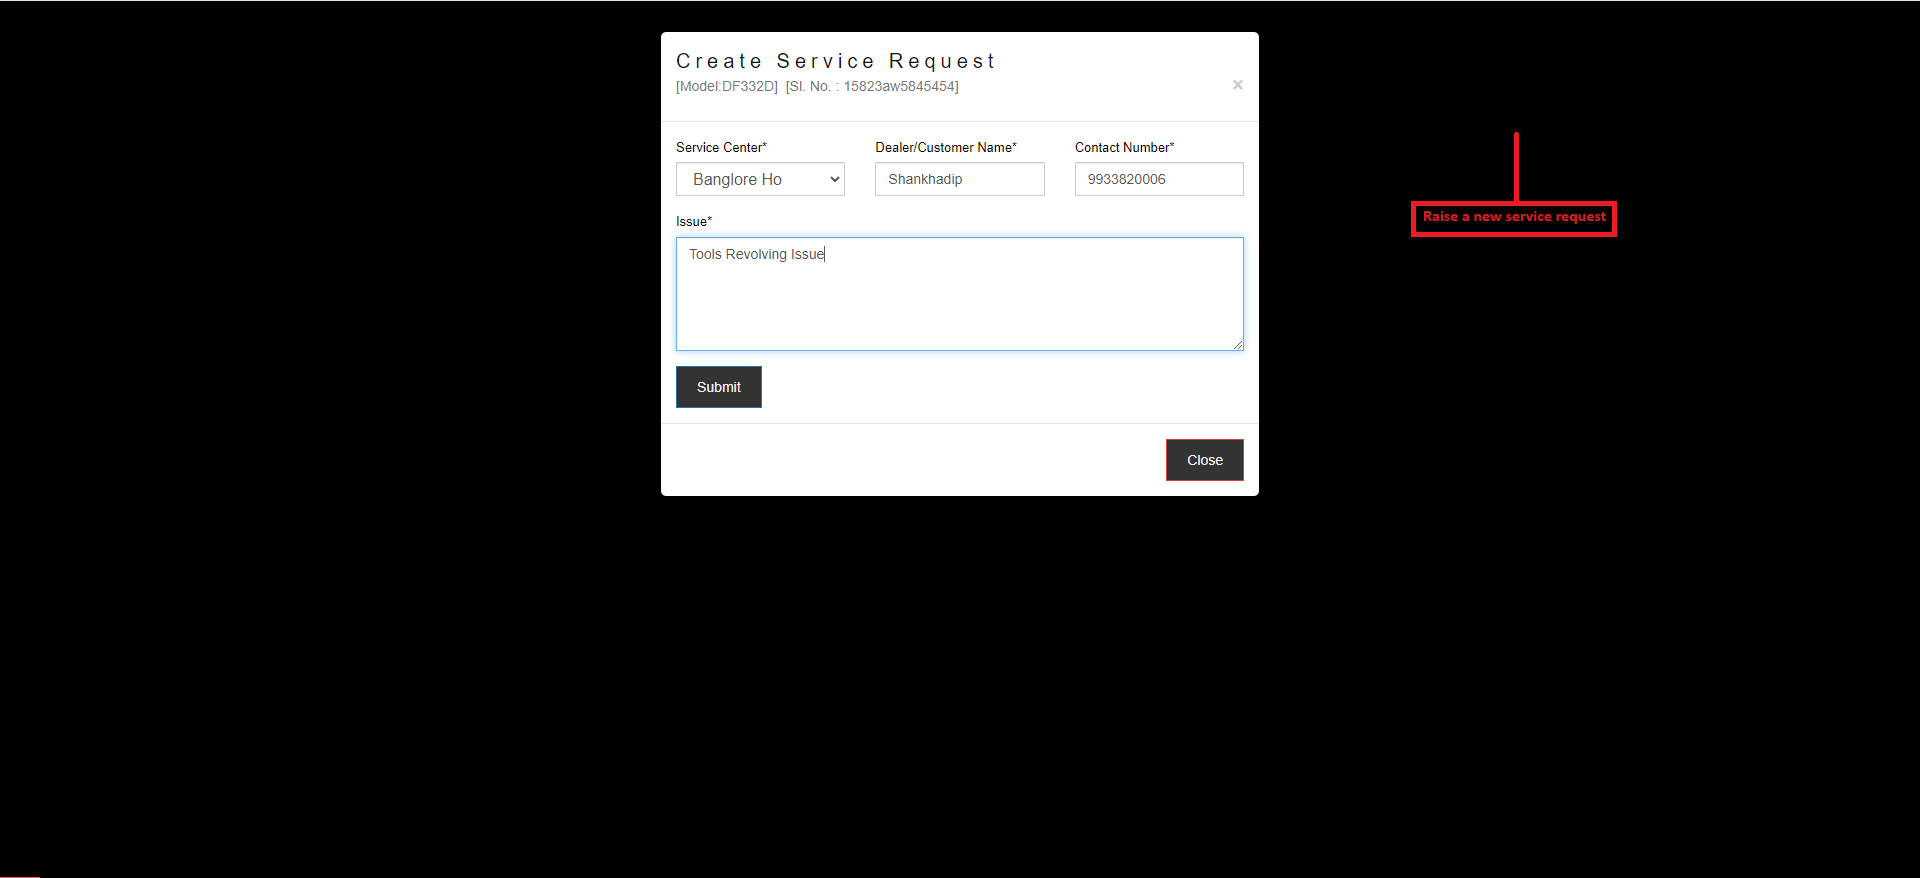 Create Service Request
[Model:DF332D] [Sl. No. : 15823aw5845454]
×
Service Center* Dealer/Customer Name* Contact Number*
Banglore Ho Shankhadip 9933820006
Issue*
Tools Revolving Issue
Submit
Close
Raise a new service request